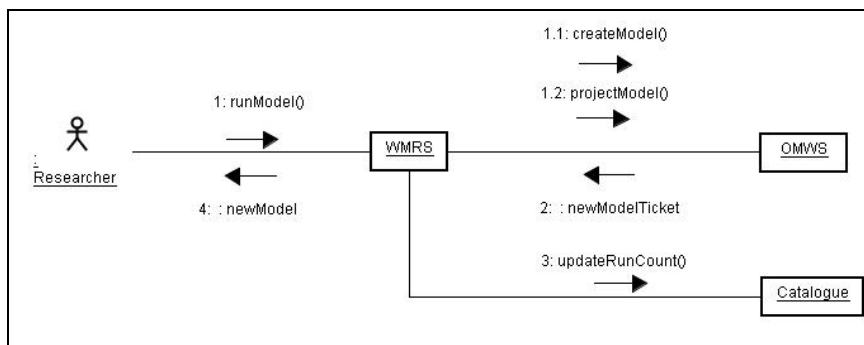 1.1: createModel()
1: runModel()
1.2: projectModel()
WMRS
OMWS
:
Researcher
4: : newModel
2: : newModelTicket
3: updateRunCount()
Catalogue